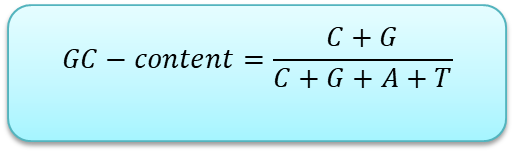 GC − content = C + G / C + G + A + T